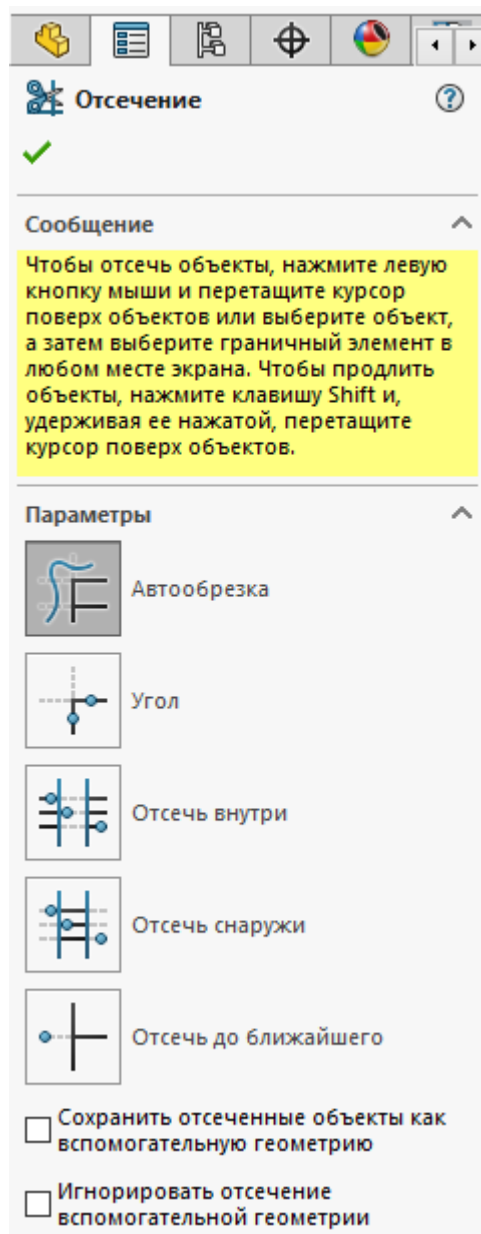 Отсечение
Сообщение
Чтобы отсечь объекты, нажмите левую
кнопку мыши и перетащите курсор
поверх объектов или выберите объект,
а затем выберите граничный элемент в
любом месте экрана. Чтобы продлить
объекты, нажмите клавишу Shift и,
удерживая ее нажатой, перетащите
курсор поверх объектов.
Параметры
Автообрезка
Угол
Отсечь внутри
Отсечь снаружи
Отсечь до ближайшего
Сохранить отсеченные объекты как
вспомогательную геометрию
Игнорировать отсечение
вспомогательной геометрии